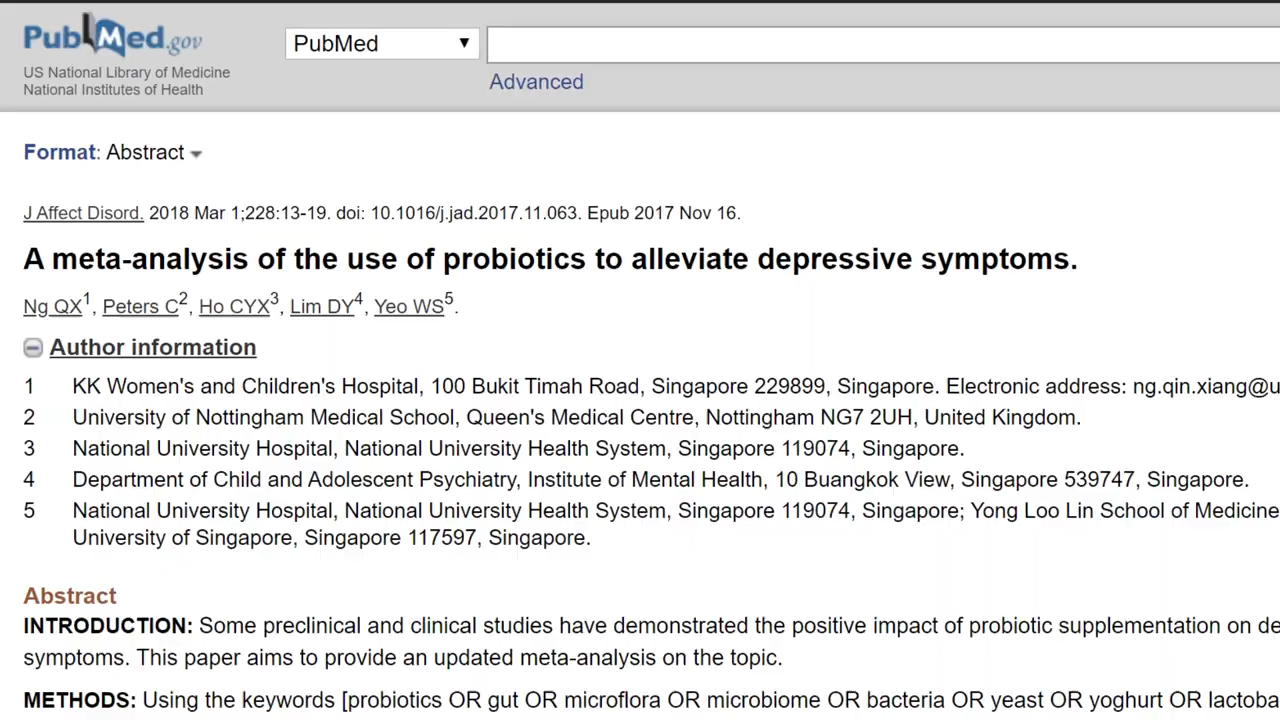 PubMed.gov
US National Library of Medicine
National Institutes of Health
PubMed
Advanced
Format: Abstract
J Affect Disord. 2018 Mar 1;228:13-19. doi: 10.1016/j.jad.2017.11.063. Epub 2017 Nov 16.
A meta-analysis of the use of probiotics to alleviate depressive symptoms.
Ng QX1, Peters C2, Ho CYX3, Lim DY4, Yeo WS5.
Author information
1 KK Women's and Children's Hospital, 100 Bukit Timah Road, Singapore 229899, Singapore. Electronic address: ng.qin.xiang@u
2 University of Nottingham Medical School, Queen's Medical Centre, Nottingham NG7 2UH, United Kingdom.
3 National University Hospital, National University Health System, Singapore 119074, Singapore.
4 Department of Child and Adolescent Psychiatry, Institute of Mental Health, 10 Buangkok View, Singapore 539747, Singapore.
5 National University Hospital, National University Health System, Singapore 119074, Singapore; Yong Loo Lin School of Medicine
University of Singapore, Singapore 117597, Singapore.
Abstract
INTRODUCTION: Some preclinical and clinical studies have demonstrated the positive impact of probiotic supplementation on de
symptoms. This paper aims to provide an updated meta-analysis on the topic.
METHODS: Using the keywords [probiotics OR gut OR microflora OR microbiome OR bacteria OR yeast OR yoghurt OR lactoba